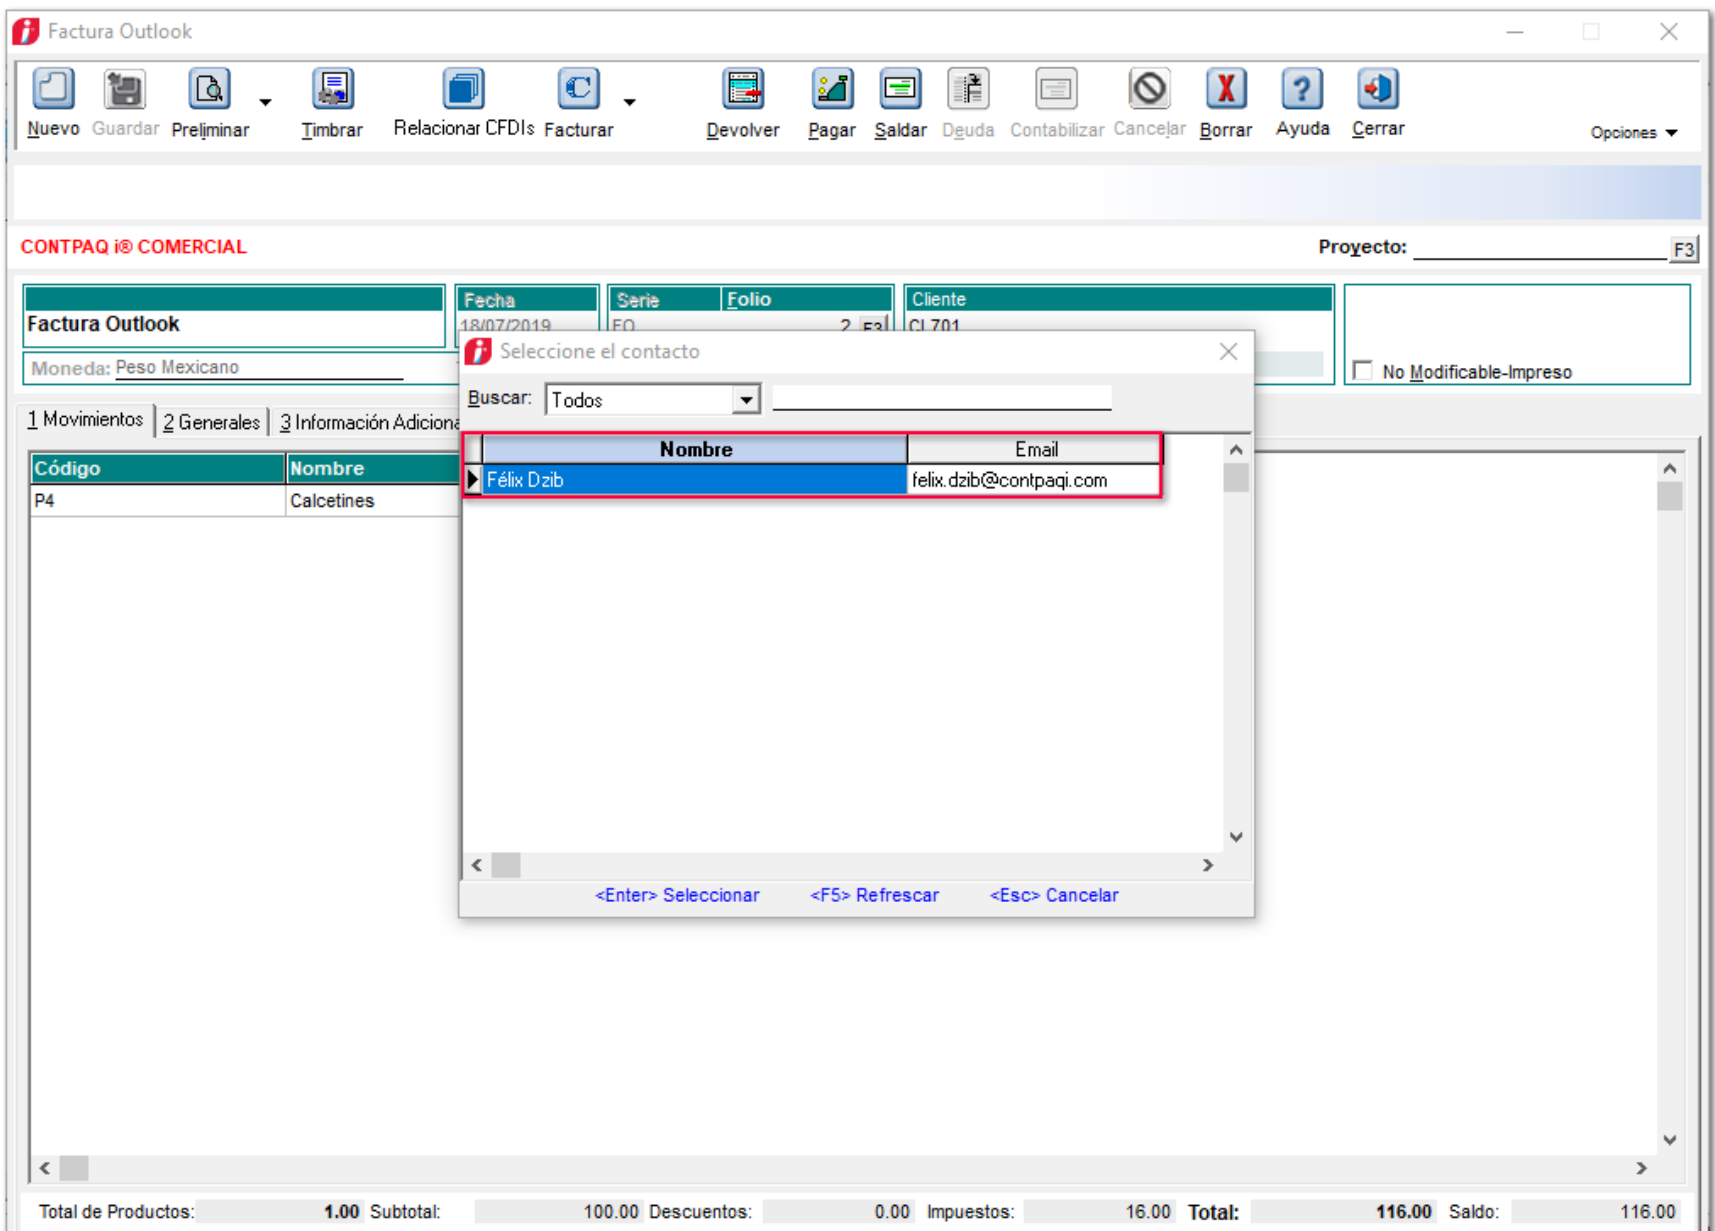 Factura Outlook
Nuevo Guardar Preliminar Timbrar Relacionar CFDIs Facturar Devolver Pagar Saldar Deuda Contabilizar Cancelar Borrar Ayuda Cerrar Opciones
CONTPAQ i® COMERCIAL Proyecto: F3
Fecha Serie Folio Cliente
Factura Outlook 18/07/2019 FO 2 F3 CL701
Moneda: Peso Mexicano No Modificable-Impreso
Seleccione el contacto
Buscar: Todos
1 Movimientos 2 Generales 3 Información Adiciona
Código Nombre
P4 Calcetines
Nombre Email
Félix Dzib felix.dzib@contpaqi.com
<Enter> Seleccionar <F5> Refrescar <Esc> Cancelar
Total de Productos: 1.00 Subtotal: 100.00 Descuentos: 0.00 Impuestos: 16.00 Total: 116.00 Saldo: 116.00